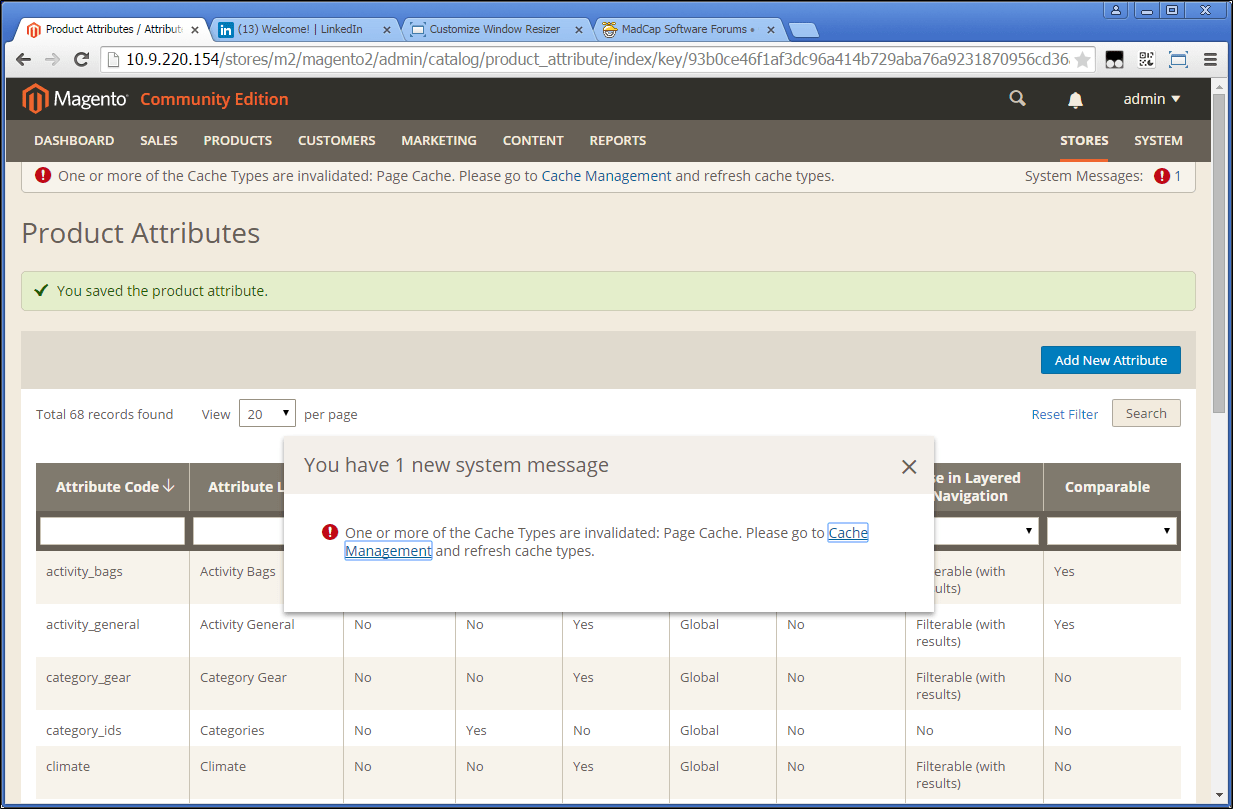 Product Attributes / Attribut
(13) Welcome! | LinkedIn
Customize Window Resizer
MadCap Software Forums •
10.9.220.154/stores/m2/magento2/admin/catalog/product_attribute/index/key/93b0ce46f1af3dc96a414b729aba76a9231870956cd36
Magento Community Edition
admin
DASHBOARD SALES PRODUCTS CUSTOMERS MARKETING CONTENT REPORTS STORES SYSTEM
One or more of the Cache Types are invalidated: Page Cache. Please go to Cache Management and refresh cache types. System Messages: 1
Product Attributes
You saved the product attribute.
Add New Attribute
Total 68 records found View 20 per page Reset Filter Search
You have 1 new system message
One or more of the Cache Types are invalidated: Page Cache. Please go to Cache
Management and refresh cache types.
Attribute Code Attribute L se in Layered
Navigation Comparable
activity_bags Activity Bags erable (with
ults) Yes
activity_general Activity General No No Yes Global No Filterable (with
results) Yes
category_gear Category Gear No No Yes Global No Filterable (with
results) No
category_ids Categories No Yes No Global No No No
climate Climate No No Yes Global No Filterable (with
results) No